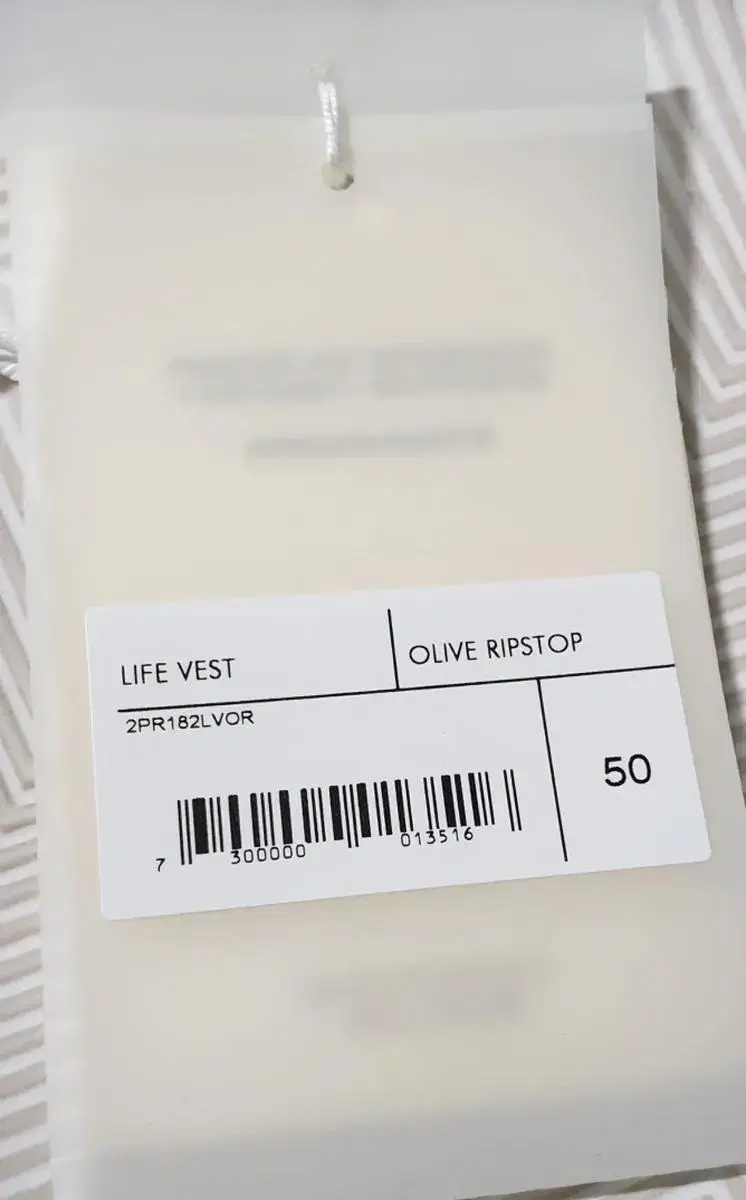 LIFE VEST
OLIVE RIPSTOP
2PR182LVOR
50
7 300000 013516